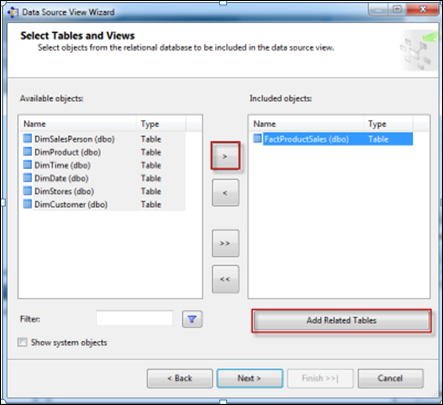 Data Source View Wizard
Select Tables and Views
Select objects from the relational database to be included in the data source view.
Available objects:
Included objects:
Name Type
DimSalesPerson (dbo) Table
DimProduct (dbo) Table
DimTime (dbo) Table
DimDate (dbo) Table
DimStores (dbo) Table
DimCustomer (dbo) Table
>
<
>>
<<
Name Type
FactProductSales (dbo) Table
Filter:
Add Related Tables
Show system objects
< Back
Next >
Finish >>|
Cancel